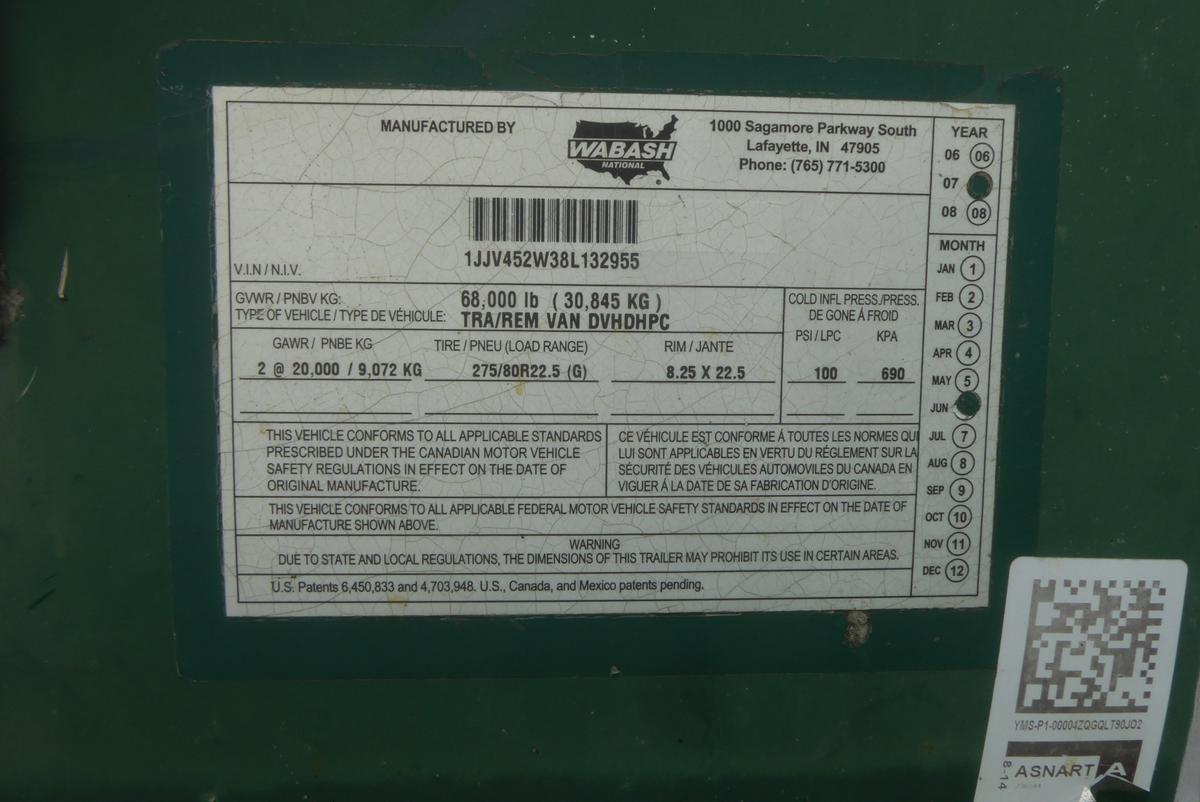 MANUFACTURED BY
WABASH
NATIONAL
1000 Sagamore Parkway South
Lafayette, IN 47905
Phone: (765) 771-5300
YEAR
06 06
07
08 08
1JJV452W38L132955
V.I.N / N.I.V.
MONTH
JAN 1
FEB 2
MAR 3
APR 4
MAY 5
JUN
JUL 7
AUG 8
SEP 9
OCT 10
NOV 11
DEC 12
GVWR / PNBV KG: 68,000 lb ( 30,845 KG )
TYPE OF VEHICLE / TYPE DE VÉHICULE: TRA/REM VAN DVHDHPC
COLD INFL PRESS./PRESS.
DE GONE À FROID
PSI / LPC KPA
GAWR / PNBE KG TIRE / PNEU (LOAD RANGE) RIM / JANTE
2 @ 20,000 / 9,072 KG 275/80R22.5 (G) 8.25 X 22.5 100 690
THIS VEHICLE CONFORMS TO ALL APPLICABLE STANDARDS
PRESCRIBED UNDER THE CANADIAN MOTOR VEHICLE
SAFETY REGULATIONS IN EFFECT ON THE DATE OF
ORIGINAL MANUFACTURE.
CE VÉHICULE EST CONFORME À TOUTES LES NORMES QUI
LUI SONT APPLICABLES EN VERTU DU RÉGLEMENT SUR LA
SÉCURITÉ DES VÉHICULES AUTOMOVILES DU CANADA EN
VIGUER À LA DATE DE SA FABRICATION D'ORIGINE.
THIS VEHICLE CONFORMS TO ALL APPLICABLE FEDERAL MOTOR VEHICLE SAFETY STANDARDS IN EFFECT ON THE DATE OF
MANUFACTURE SHOWN ABOVE.
WARNING
DUE TO STATE AND LOCAL REGULATIONS, THE DIMENSIONS OF THIS TRAILER MAY PROHIBIT ITS USE IN CERTAIN AREAS.
U.S. Patents 6,450,833 and 4,703,948. U.S., Canada, and Mexico patents pending.
YMS-P1-00004ZQGQLT90JO2
8-14
ASNART A